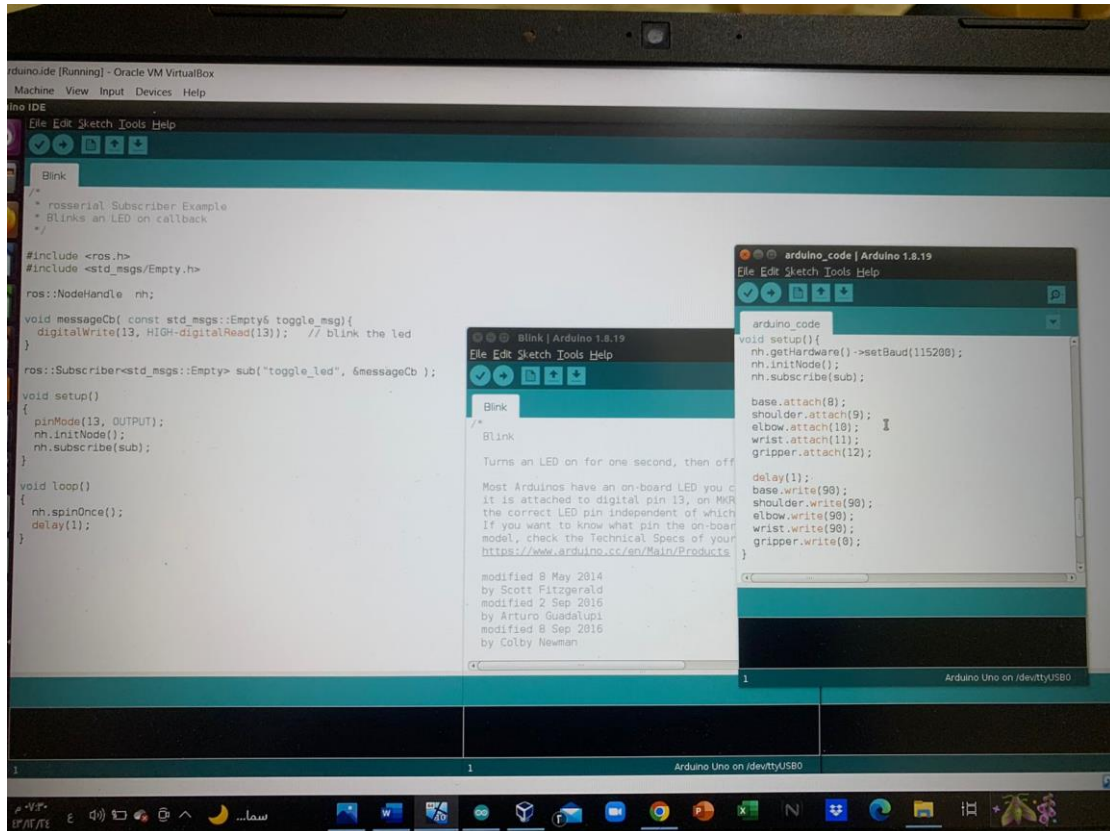 rduino.ide [Running] - Oracle VM VirtualBox
Machine View Input Devices Help
ino IDE
File Edit Sketch Tools Help
Blink
/*
* rosserial Subscriber Example
* Blinks an LED on callback
*/
#include <ros.h>
#include <std_msgs/Empty.h>
ros::NodeHandle nh;
void messageCb( const std_msgs::Empty& toggle_msg){
digitalWrite(13, HIGH-digitalRead(13)); // blink the led
}
ros::Subscriber<std_msgs::Empty> sub("toggle_led", &messageCb );
void setup()
{
pinMode(13, OUTPUT);
nh.initNode();
nh.subscribe(sub);
}
void loop()
{
nh.spinOnce();
delay(1);
}
1
Blink | Arduino 1.8.19
File Edit Sketch Tools Help
Blink
/*
Blink
Turns an LED on for one second, then off
Most Arduinos have an on-board LED you c
it is attached to digital pin 13, on MKR
the correct LED pin independent of which
If you want to know what pin the on-boar
model, check the Technical Specs of your
https://www.arduino.cc/en/Main/Products
modified 8 May 2014
by Scott Fitzgerald
modified 2 Sep 2016
by Arturo Guadalupi
modified 8 Sep 2016
by Colby Newman
1 Arduino Uno on /dev/ttyUSB0
arduino_code | Arduino 1.8.19
File Edit Sketch Tools Help
arduino_code
void setup(){
nh.getHardware()->setBaud(115200);
nh.initNode();
nh.subscribe(sub);
base.attach(8);
shoulder.attach(9);
elbow.attach(10);
wrist.attach(11);
gripper.attach(12);
delay(1);
base.write(90);
shoulder.write(90);
elbow.write(90);
wrist.write(90);
gripper.write(0);
}
1 Arduino Uno on /dev/ttyUSB0
ع
سما...